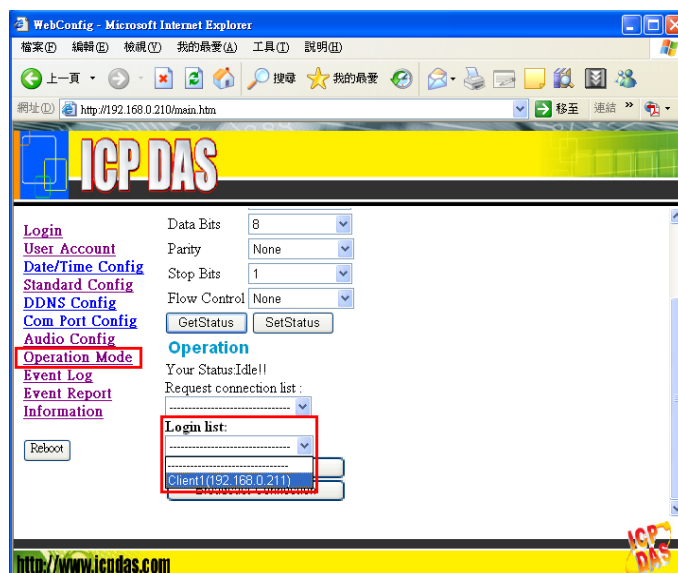 WebConfig - Microsoft Internet Explorer
檔案(F) 編輯(E) 檢視(V) 我的最愛(A) 工具(T) 說明(H)
上一頁 搜尋 我的最愛
網址(D) http://192.168.0.210/main.htm 移至 連結 »
ICP DAS
Login
User Account
Date/Time Config
Standard Config
DDNS Config
Com Port Config
Audio Config
Operation Mode
Event Log
Event Report
Information
Reboot
Data Bits 8
Parity None
Stop Bits 1
Flow Control None
GetStatus SetStatus
Operation
Your Status:Idle!!
Request connection list :
--------------------------------
Login list:
--------------------------------
--------------------------------
Client1(192.168.0.211)
http://www.icpdas.com
ICP DAS